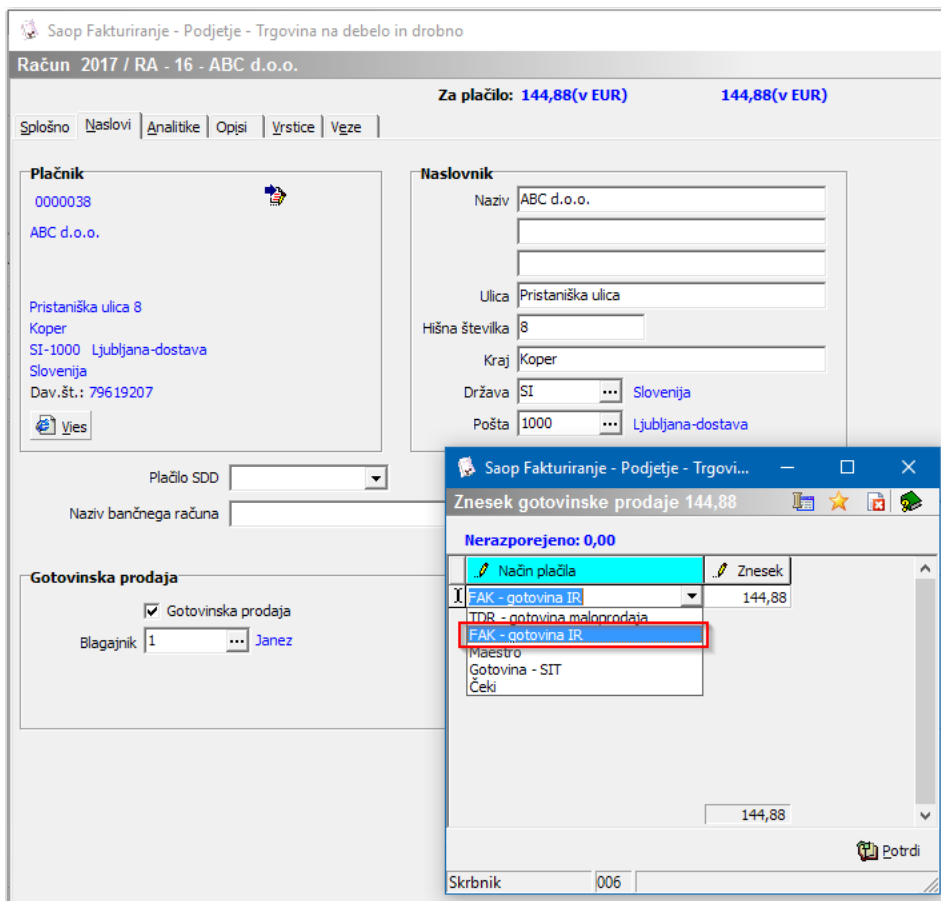 Saop Fakturiranje - Podjetje - Trgovina na debelo in drobno
Račun 2017 / RA - 16 - ABC d.o.o.
Za plačilo: 144,88(v EUR) 144,88(v EUR)
Splošno Naslovi Analitike Opisi Vrstice Veze
Plačnik
0000038
ABC d.o.o.
Pristaniška ulica 8
Koper
SI-1000 Ljubljana-dostava
Slovenija
Dav.št.: 79619207
Vies
Naslovnik
Naziv ABC d.o.o.
Ulica Pristaniška ulica
Hišna številka 8
Kraj Koper
Država SI ... Slovenija
Pošta 1000 ... Ljubljana-dostava
Plačilo SDD
Naziv bančnega računa
Gotovinska prodaja
Gotovinska prodaja
Blagajnik 1 ... Janez
Saop Fakturiranje - Podjetje - Trgovi...
Znesek gotovinske prodaje 144,88
Nerazporejeno: 0,00
Način plačila Znesek
FAK - gotovina IR 144,88
TDR - gotovina maloprodaja
FAK - gotovina IR
Maestro
Gotovina - SIT
Čeki
144,88
Potrdi
Skrbnik 006